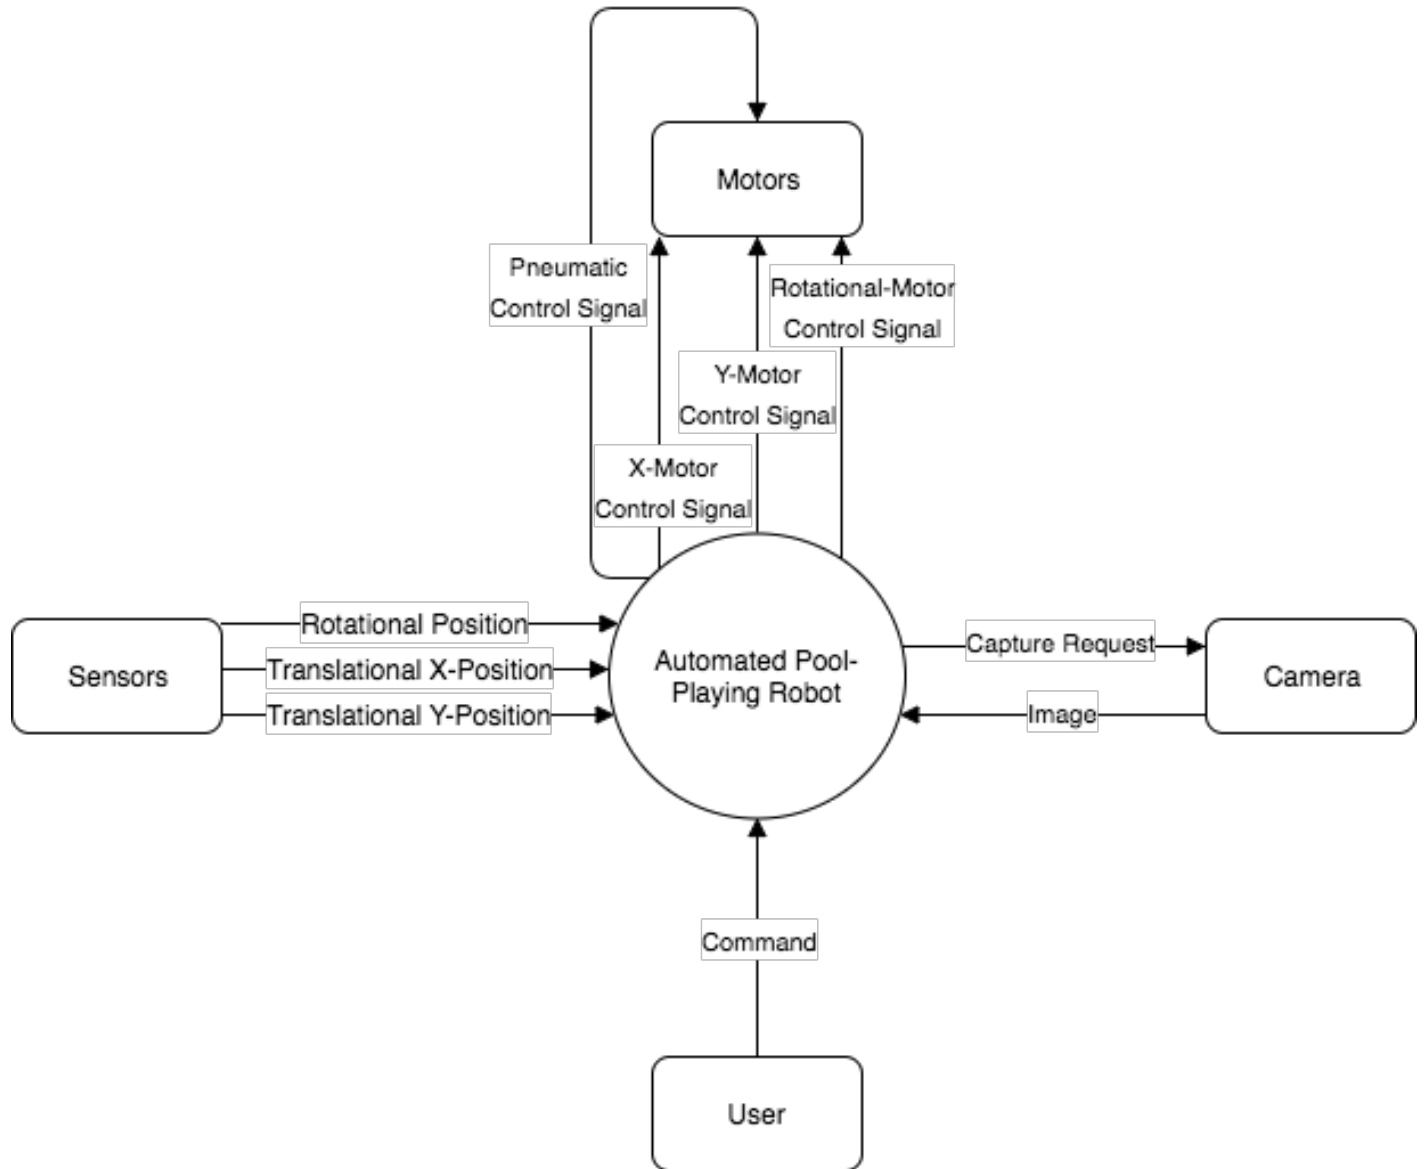 Motors
Pneumatic
Control Signal
Rotational-Motor
Control Signal
Y-Motor
Control Signal
X-Motor
Control Signal
Rotational Position
Translational X-Position
Translational Y-Position
Sensors
Automated Pool-
Playing Robot
Capture Request
Image
Camera
Command
User